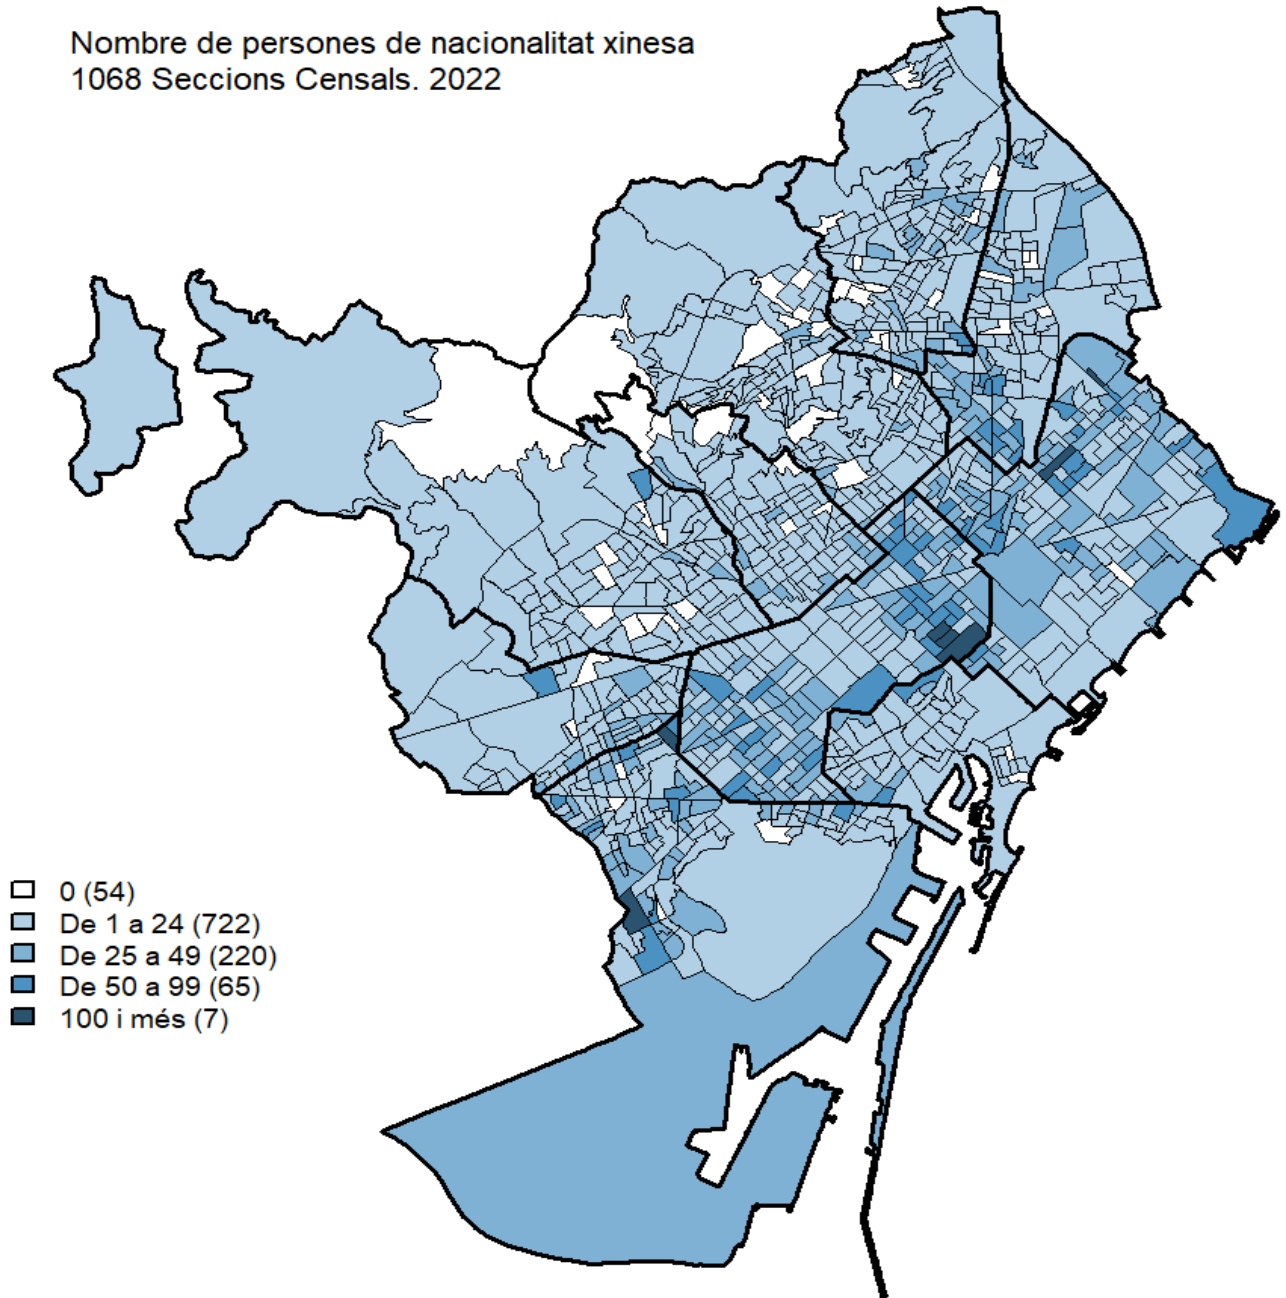 Nombre de persones de nacionalitat xinesa
1068 Seccions Censals. 2022
0 (54)
De 1 a 24 (722)
De 25 a 49 (220)
De 50 a 99 (65)
100 i més (7)